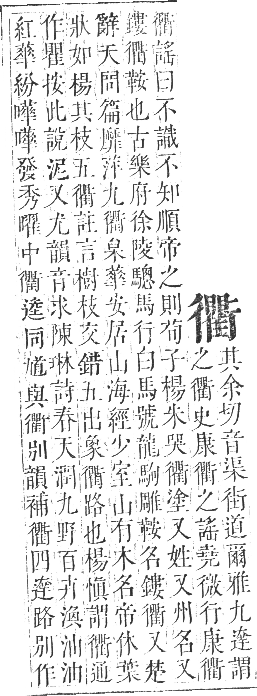 衢
其余切音渠街道爾雅九達謂
之衢史康衢之謠堯微行康衢
衢謠曰不識不知順帝之則荀子楊朱哭衢塗又姓又州名又
鏤衢鞍也古樂府徐陵驄馬行白馬號龍駒雕鞍名鏤衢又楚
辭天問篇靡蓱九衢枲華安居山海經少室山有木名帝休葉
狀如楊其枝五衢註言樹枝交錯五出象衢路也楊慎謂衢通
作瞿按此說泥又尤韻音求陳琳詩春天潤九野百卉渙汕油
紅華紛曄曄發秀曜中衢逵同馗與衢別韻補衢四達路別作